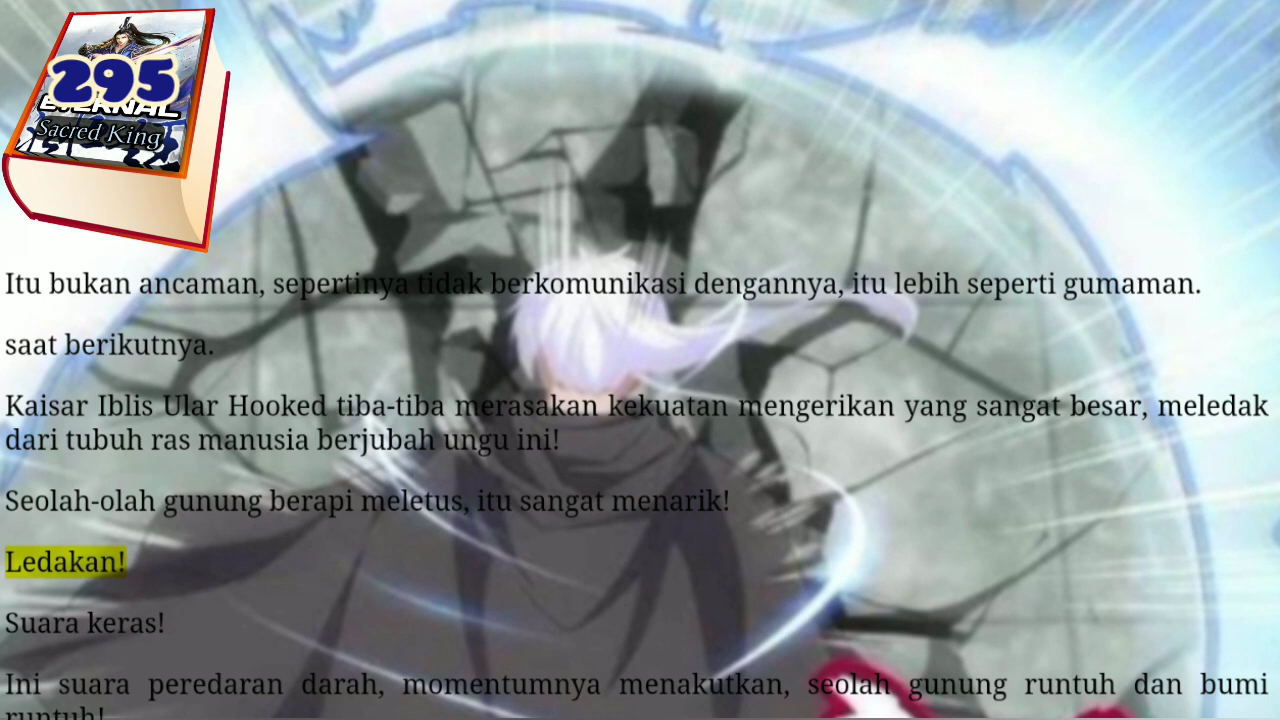 295
ETERNAL
Sacred King
Itu bukan ancaman, sepertinya tidak berkomunikasi dengannya, itu lebih seperti gumaman.
saat berikutnya.
Kaisar Iblis Ular Hooked tiba-tiba merasakan kekuatan mengerikan yang sangat besar, meledak
dari tubuh ras manusia berjubah ungu ini!
Seolah-olah gunung berapi meletus, itu sangat menarik!
Ledakan!
Suara keras!
Ini suara peredaran darah, momentumnya menakutkan, seolah gunung runtuh dan bumi
runtuh!